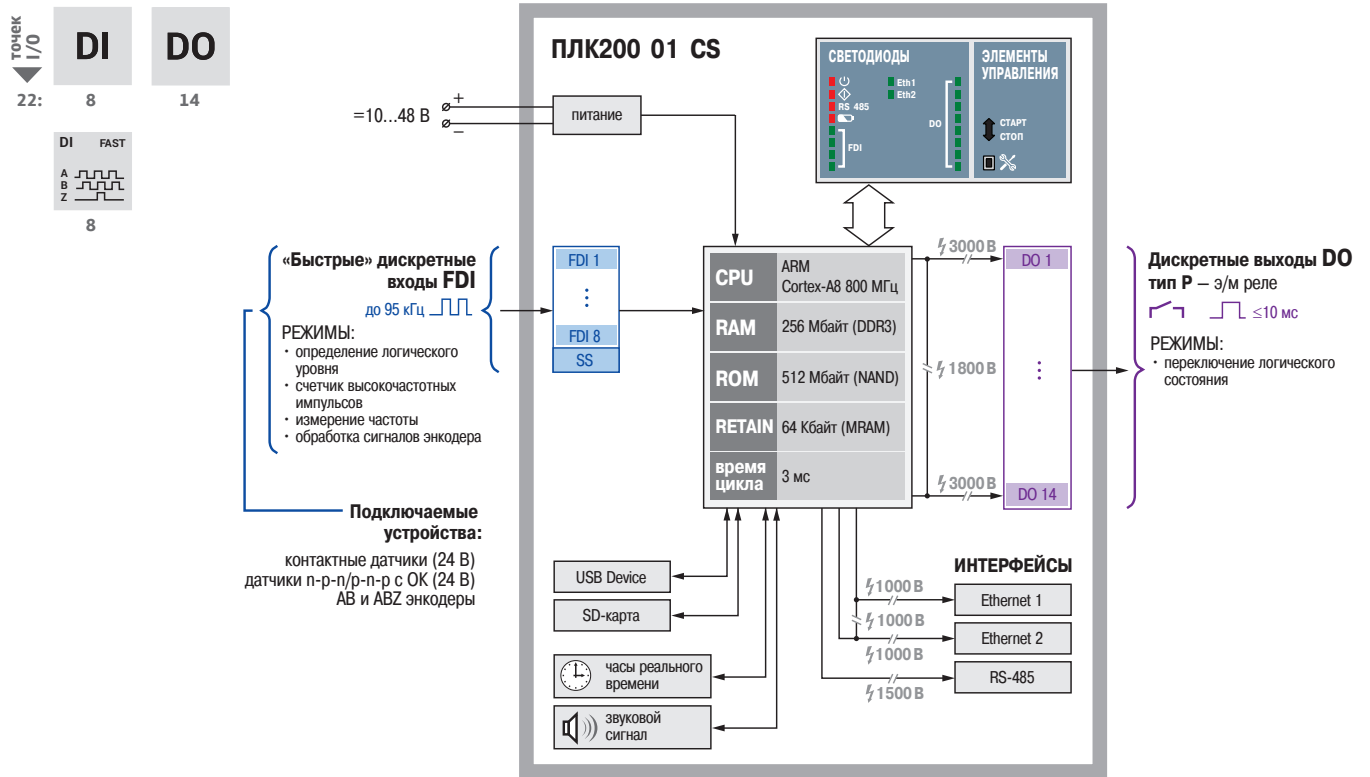 точек
I/O
DI
DO
22:
8
14
DI FAST
A
B
Z
8
ПЛК200 01 CS
=10...48 В
+
–
питание
СВЕТОДИОДЫ
Eth1
Eth2
RS 485
FDI
DO
ЭЛЕМЕНТЫ
УПРАВЛЕНИЯ
СТАРТ
СТОП
«Быстрые» дискретные
входы FDI
до 95 кГц
РЕЖИМЫ:
· определение логического
уровня
· счетчик высокочастотных
импульсов
· измерение частоты
· обработка сигналов энкодера
Подключаемые
устройства:
контактные датчики (24 В)
датчики n-p-n/p-n-p с ОК (24 В)
AB и ABZ энкодеры
FDI 1
⋮
FDI 8
SS
CPU
ARM
Cortex-A8 800 МГц
RAM
256 Мбайт (DDR3)
ROM
512 Мбайт (NAND)
RETAIN
64 Кбайт (MRAM)
время
цикла
3 мс
3000 В
1800 В
3000 В
DO 1
⋮
DO 14
Дискретные выходы DO
тип Р – э/м реле
≤10 мс
РЕЖИМЫ:
· переключение логического
состояния
USB Device
SD-карта
часы реального
времени
звуковой
сигнал
ИНТЕРФЕЙСЫ
1000 В
Ethernet 1
1000 В
Ethernet 2
1000 В
RS-485
1500 В